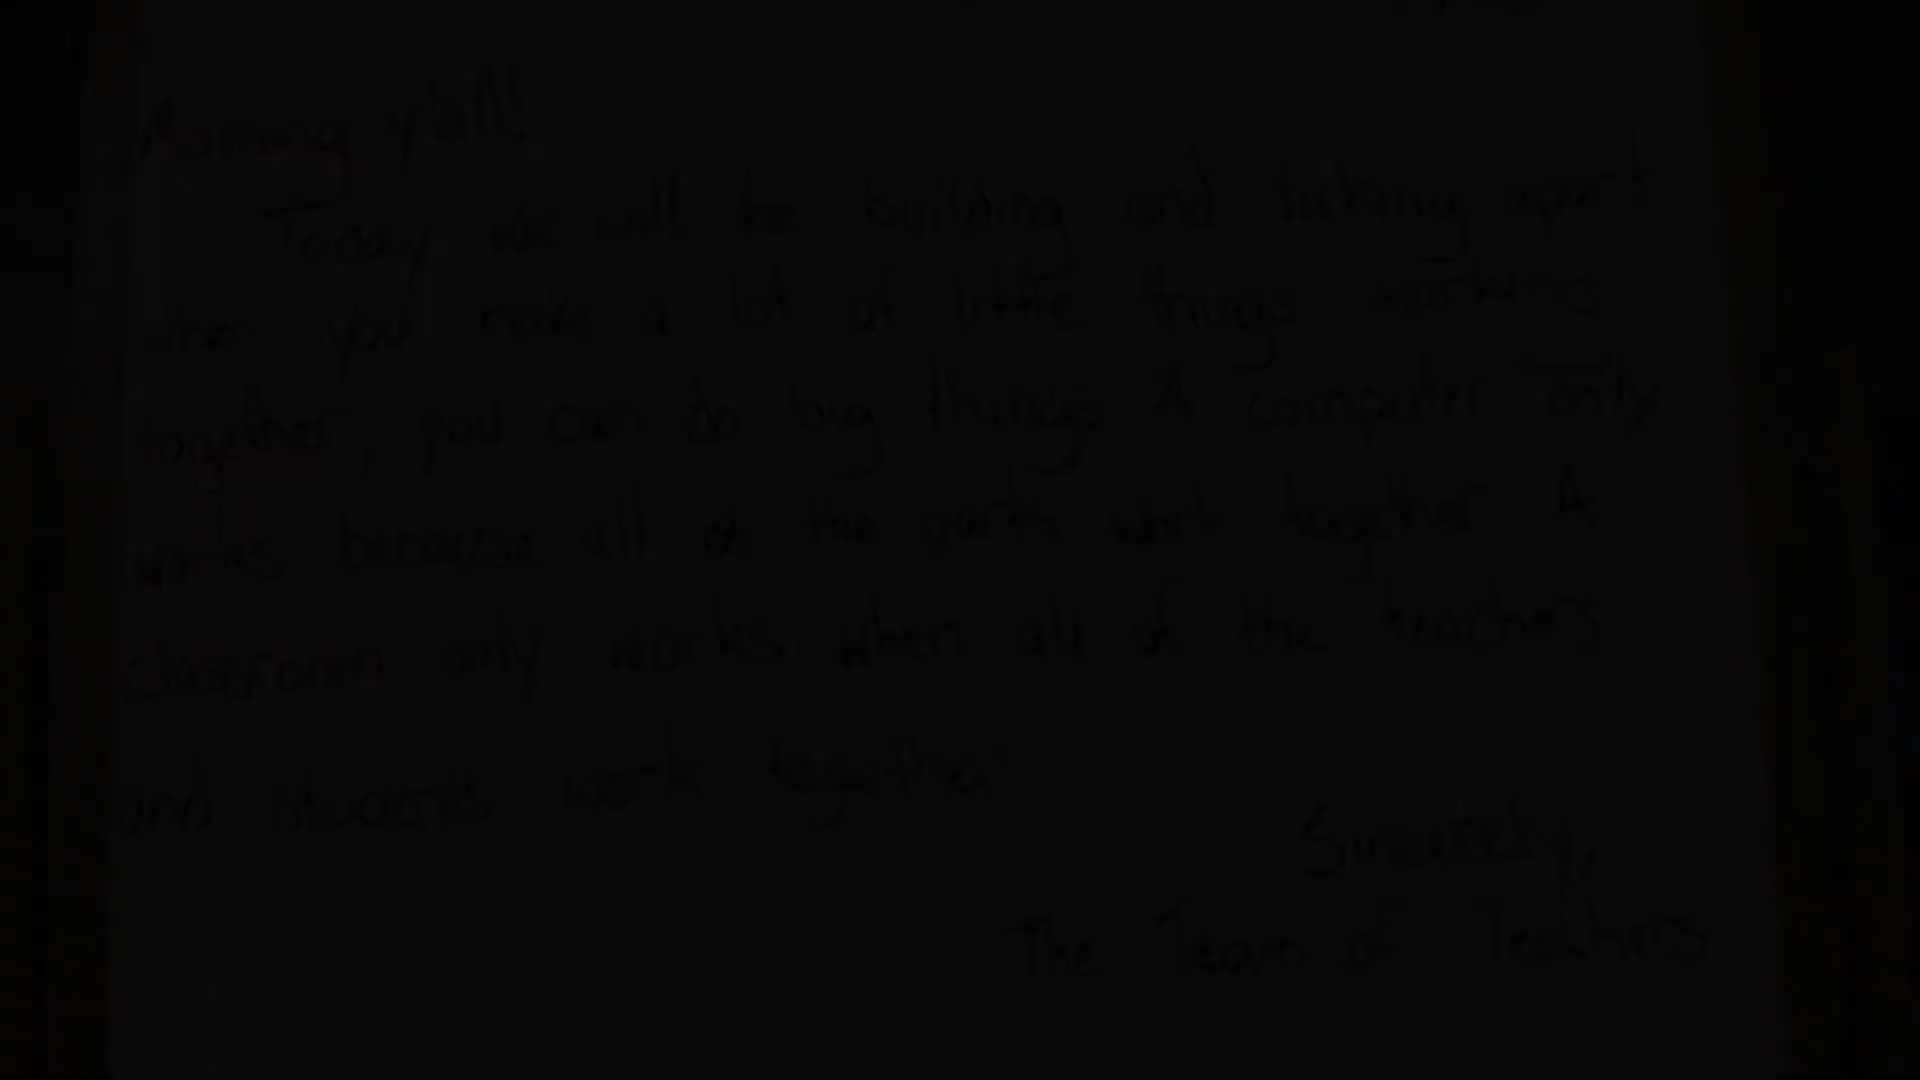 Morning y'all!
Today we will be building and taking apart
you make a lot of little things working
together, you can do big things. A computer only
works because all of the parts work together. A
classroom only works when all of the teachers
and students work together.
Sincerely,
The Team of Teachers